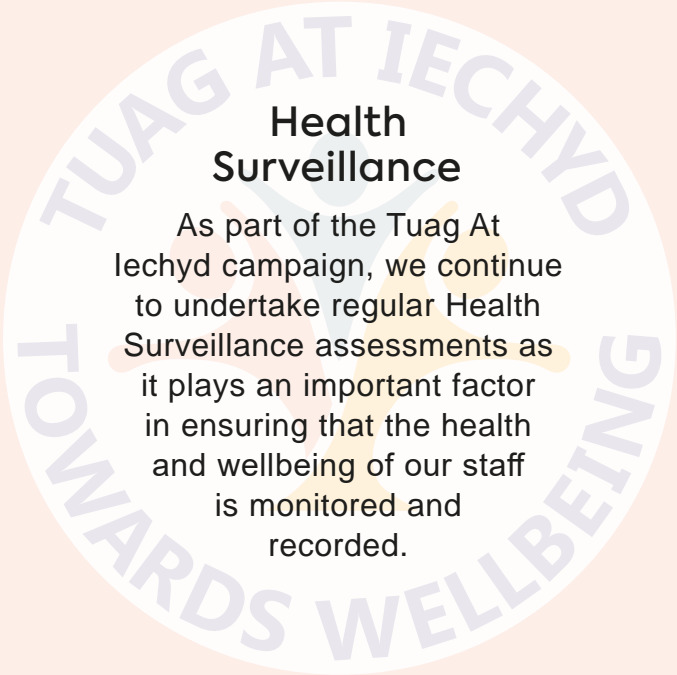 TUAG AT IECHYD
Health
Surveillance
As part of the Tuag At
Iechyd campaign, we continue
to undertake regular Health
Surveillance assessments as
it plays an important factor
in ensuring that the health
and wellbeing of our staff
is monitored and
recorded.
TOWARDS WELLBEING